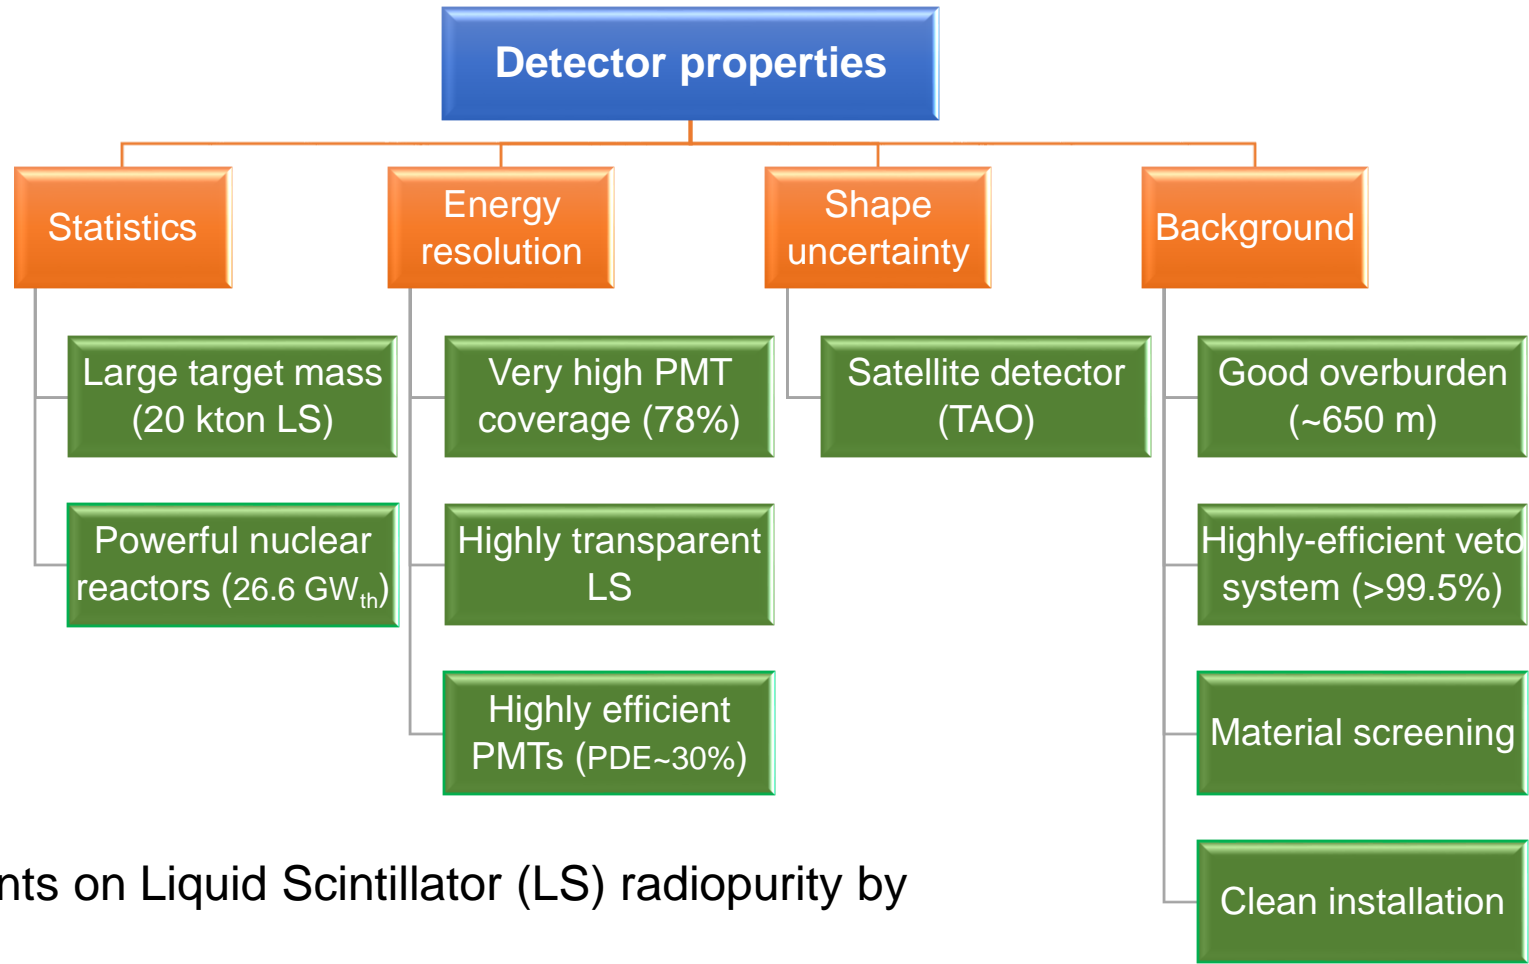 Detector properties
Statistics
Large target mass
(20 kton LS)
Powerful nuclear
reactors (26.6 GWth)
Energy
resolution
Very high PMT
coverage (78%)
Highly transparent
LS
Highly efficient
PMTs (PDE~30%)
Shape
uncertainty
Satellite detector
(TAO)
Background
Good overburden
(~650 m)
Highly-efficient veto
system (>99.5%)
Material screening
Clean installation
nts on Liquid Scintillator (LS) radiopurity by